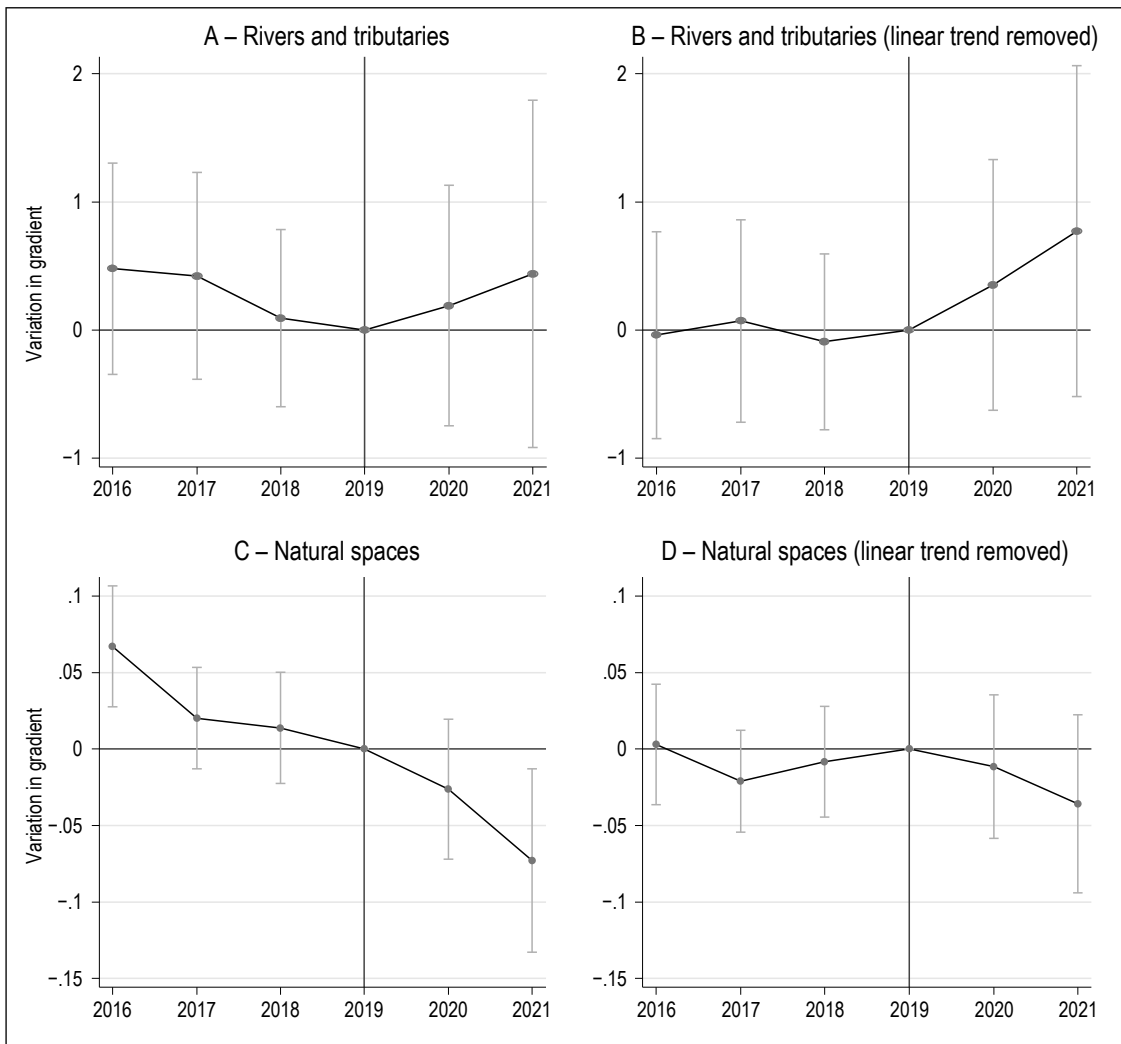 A – Rivers and tributaries
Variation in gradient
2
1
0
−1
2016 2017 2018 2019 2020 2021
B – Rivers and tributaries (linear trend removed)
2
1
0
−1
2016 2017 2018 2019 2020 2021
C – Natural spaces
Variation in gradient
.1
.05
0
−.05
−.1
−.15
2016 2017 2018 2019 2020 2021
D – Natural spaces (linear trend removed)
.1
.05
0
−.05
−.1
−.15
2016 2017 2018 2019 2020 2021